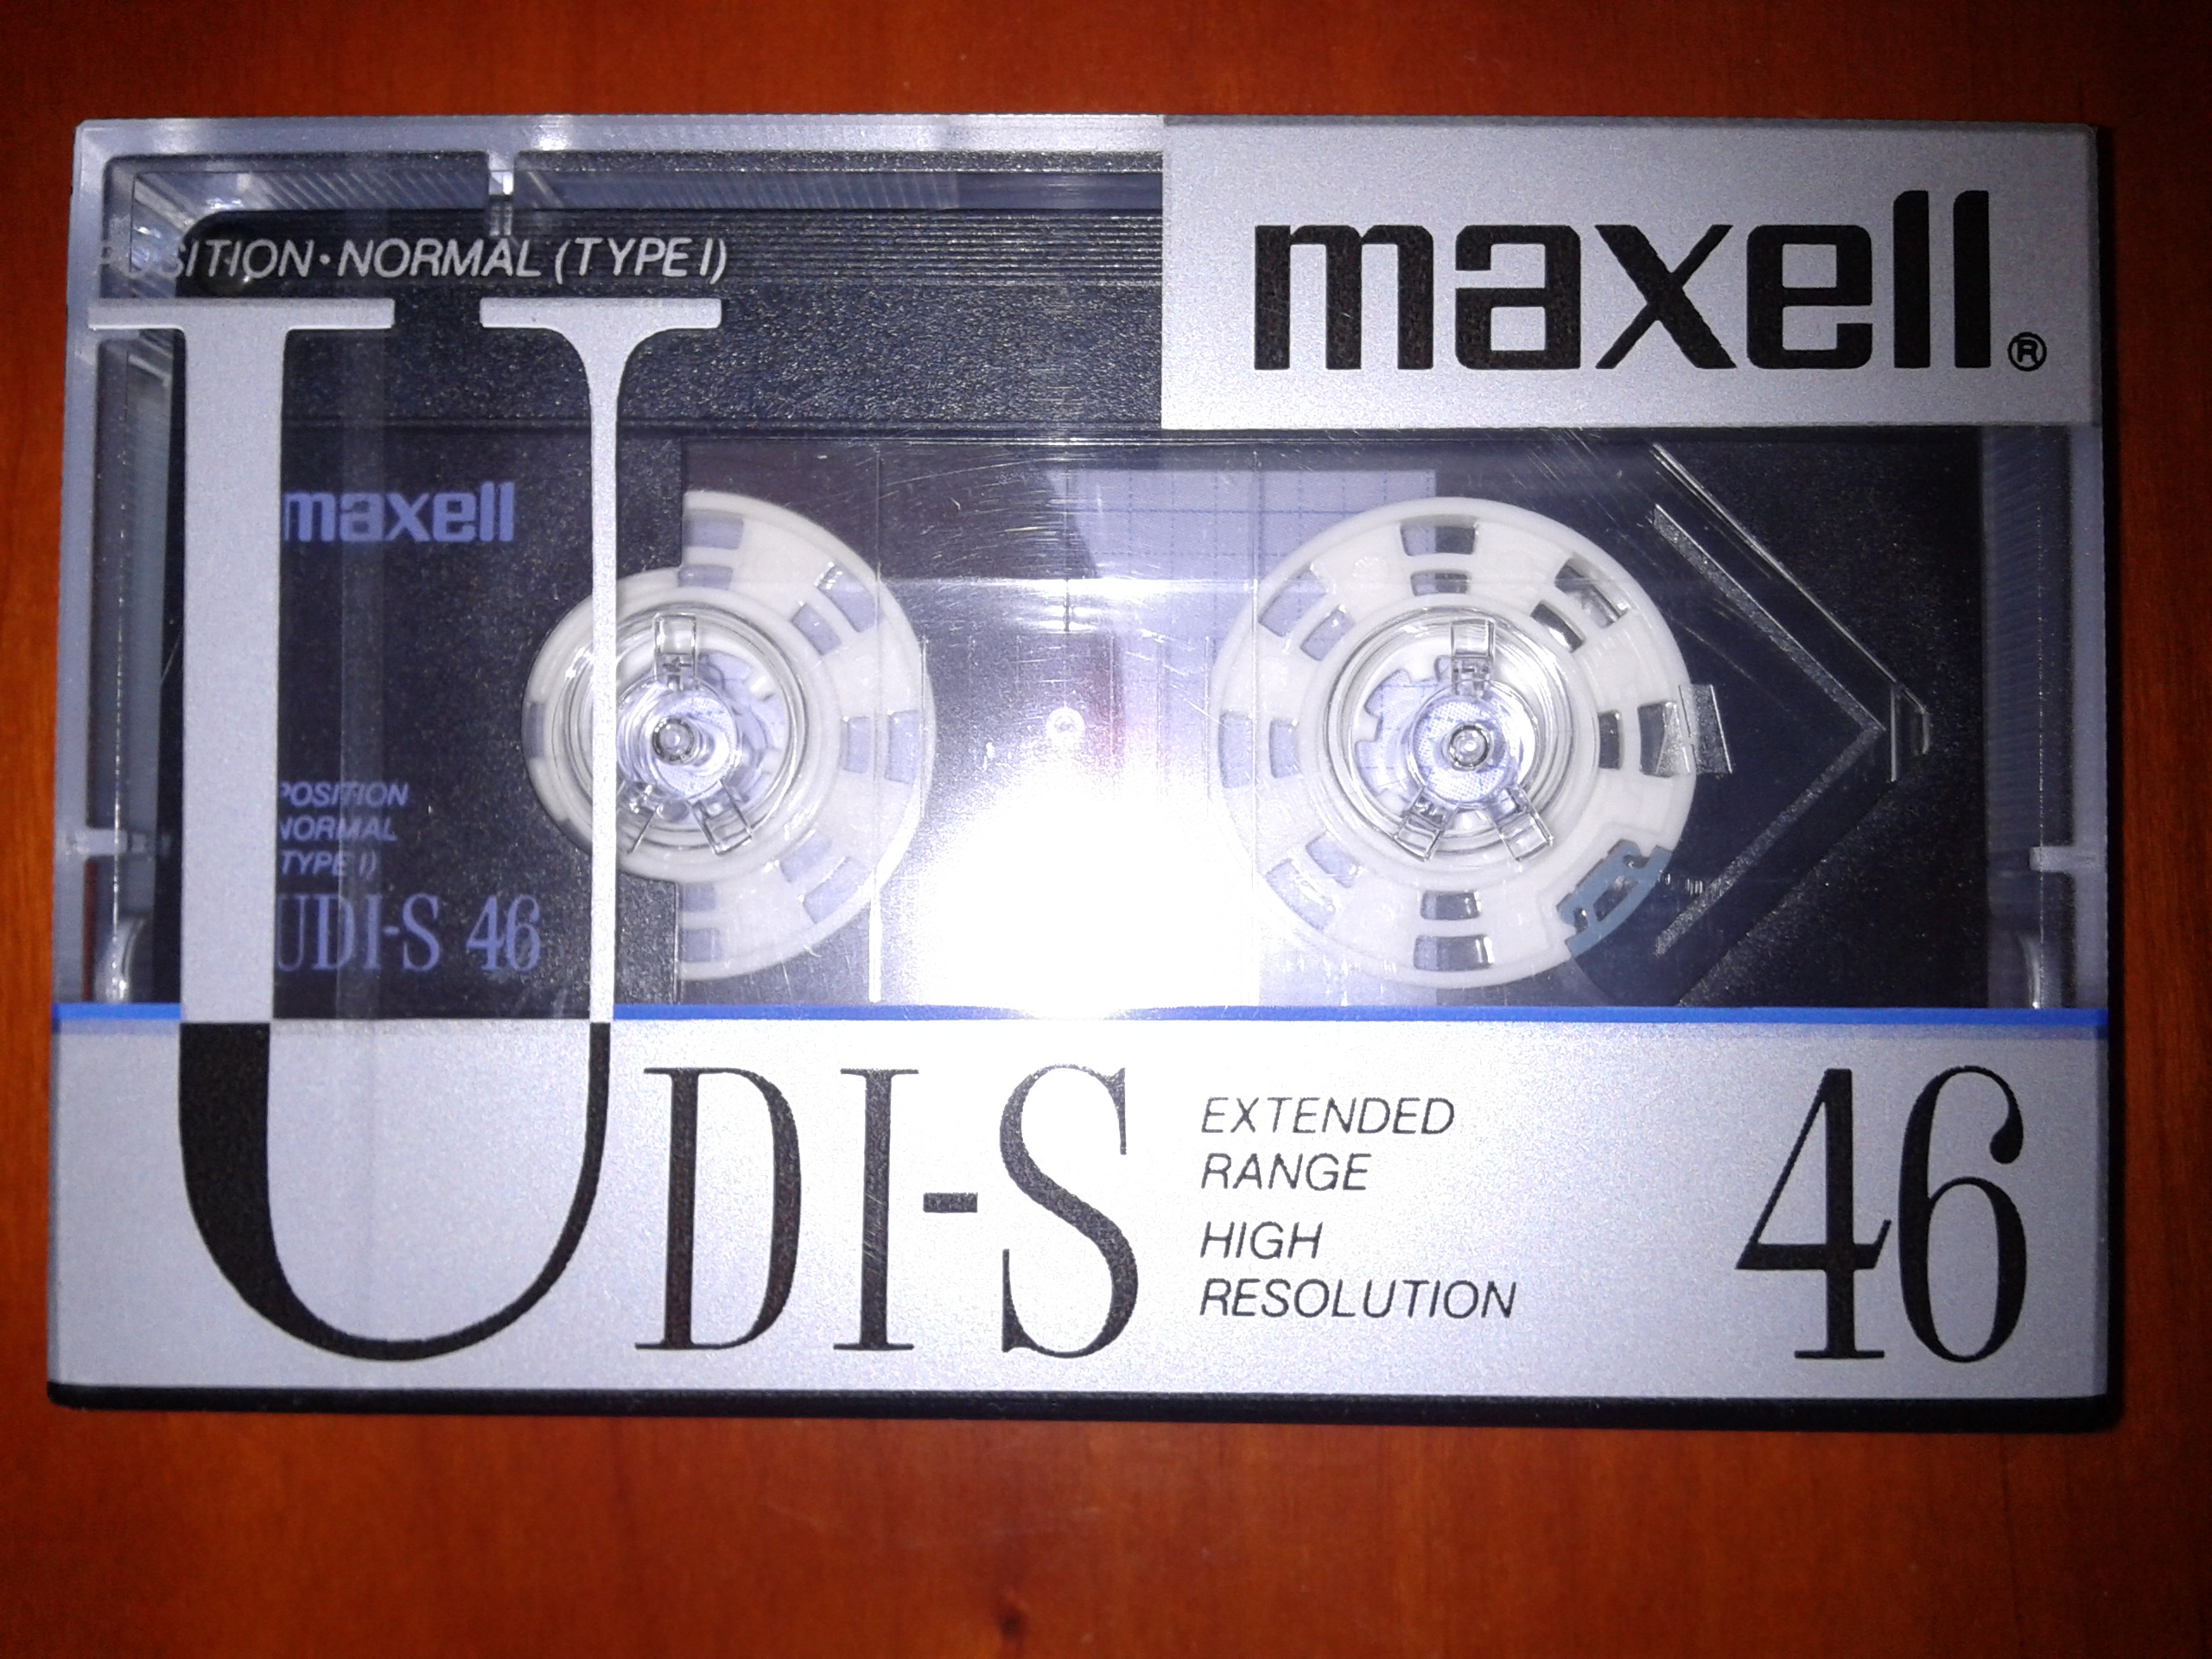 maxell®
POSITION•NORMAL (TYPE I)
maxell
POSITION
NORMAL
(TYPE I)
UDI-S 46
UDI-S
EXTENDED
RANGE
HIGH
RESOLUTION
46